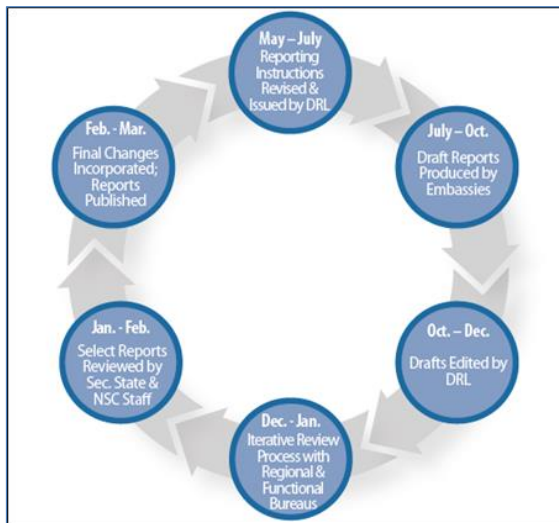 May – July
Reporting
Instructions
Revised &
Issued by DRL
July – Oct.
Draft Reports
Produced by
Embassies
Oct. – Dec.
Drafts Edited by
DRL
Dec. - Jan.
Iterative Review
Process with
Regional &
Functional
Bureaus
Jan. - Feb.
Select Reports
Reviewed by
Sec. State &
NSC Staff
Feb. - Mar.
Final Changes
Incorporated;
Reports
Published